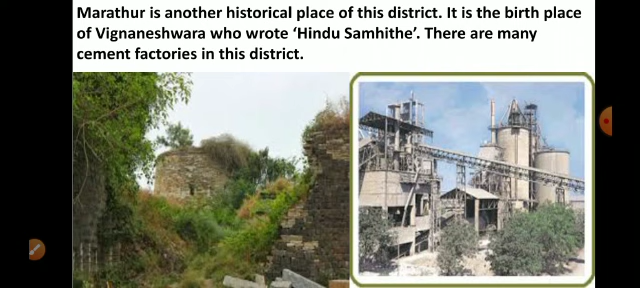 Marathur is another historical place of this district. It is the birth place
of Vignaneshwara who wrote ‘Hindu Samhithe’. There are many
cement factories in this district.